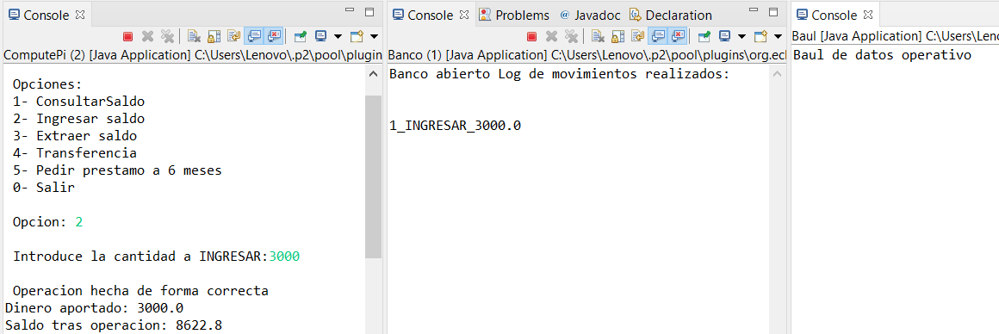 Console
ComputePi (2) [Java Application] C:\Users\Lenovo\.p2\pool\plugin
Opciones:
1- ConsultarSaldo
2- Ingresar saldo
3- Extraer saldo
4- Transferencia
5- Pedir prestamo a 6 meses
0- Salir
Opcion: 2
Introduce la cantidad a INGRESAR:3000
Operacion hecha de forma correcta
Dinero aportado: 3000.0
Saldo tras operacion: 8622.8
Console Problems @ Javadoc Declaration
Banco (1) [Java Application] C:\Users\Lenovo\.p2\pool\plugins\org.ecl
Banco abierto Log de movimientos realizados:
1_INGRESAR_3000.0
Console
Baul [Java Application] C:\Users\Leno
Baul de datos operativo